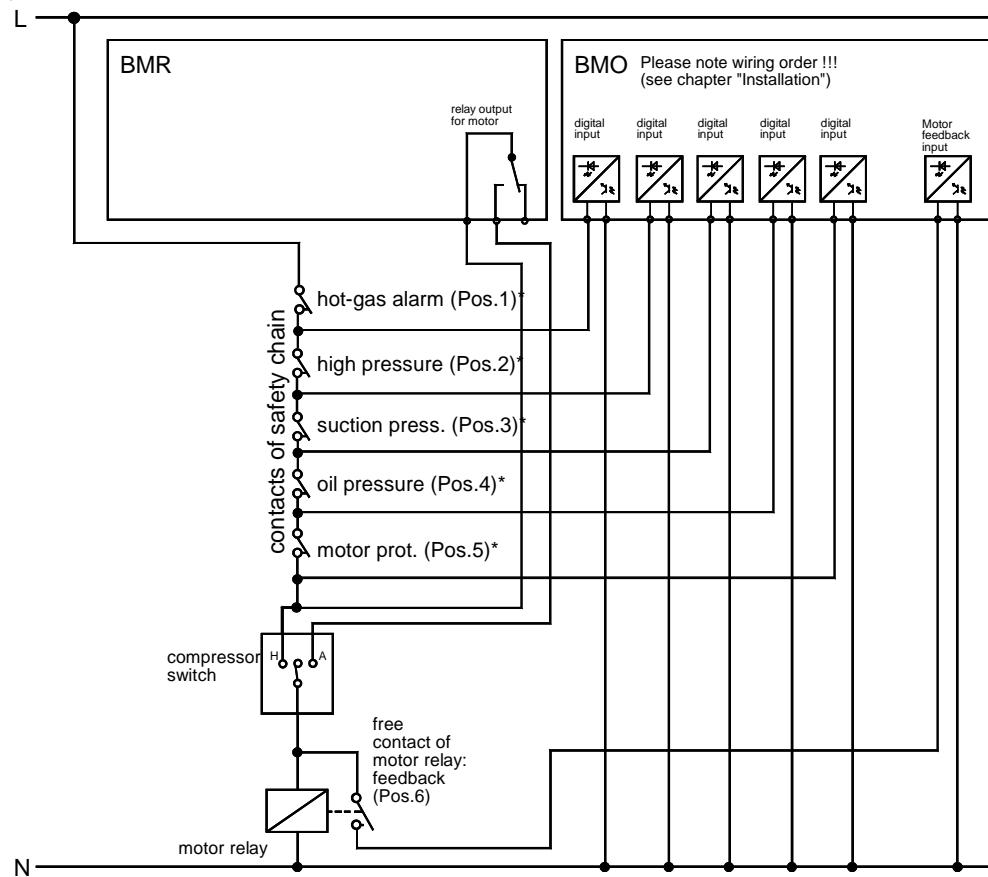 L
BMR
BMO
Please note wiring order !!!
(see chapter "Installation")
relay output
for motor
digital
input
digital
input
digital
input
digital
input
digital
input
Motor
feedback
input
contacts of safety chain
hot-gas alarm (Pos.1)*
high pressure (Pos.2)*
suction press. (Pos.3)*
oil pressure (Pos.4)*
motor prot. (Pos.5)*
compressor
switch
H
A
free
contact of
motor relay:
feedback
(Pos.6)
motor relay
N